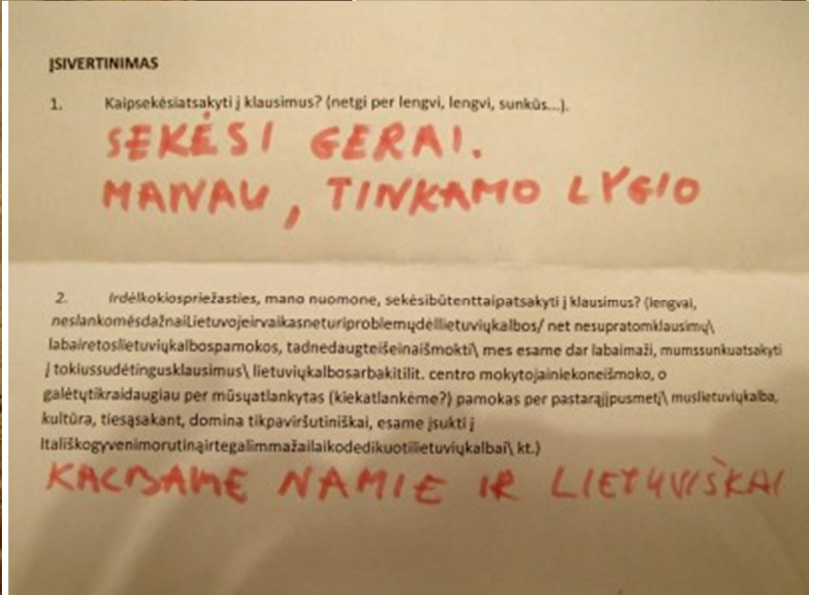 ĮSIVERTINIMAS
1. Kaipsekėsiatsakyti į klausimus? (netgi per lengvi, lengvi, sunkūs...).
SEKĖSI GERAI.
MANAU, TINKAMO LYGIO
2. Irdėlkokiospriežasties, mano nuomone, sekėsibūtenttaipatsakyti į klausimus? (lengvai,
neslankomėsdažnaiLietuvojeirvaikasneturiproblemųdėllietuviųkalbos/ net nesupratomklausimų\
labairetoslietuviųkalbospamokos, tadnedaugteišeinaišmokti\ mes esame dar labaimaži, mumssunkuatsakyti
į tokiussudėtingusklausimus\ lietuviųkalbosarbakitilit. centro mokytojainiekoneišmoko, o
galėtųtikraidaugiau per mūsųatlankytas (kiekatlankėme?) pamokas per pastarąjįpusmetį\ muslietuviųkalba,
kultūra, tiesąsakant, domina tikpaviršutiniškai, esame įsukti į
Itališkogyvenimorutinąirtegalimmažailaikodedikuotilietuviųkalbai\ kt.)
KALBAME NAMIE IR LIETUVIŠKAI